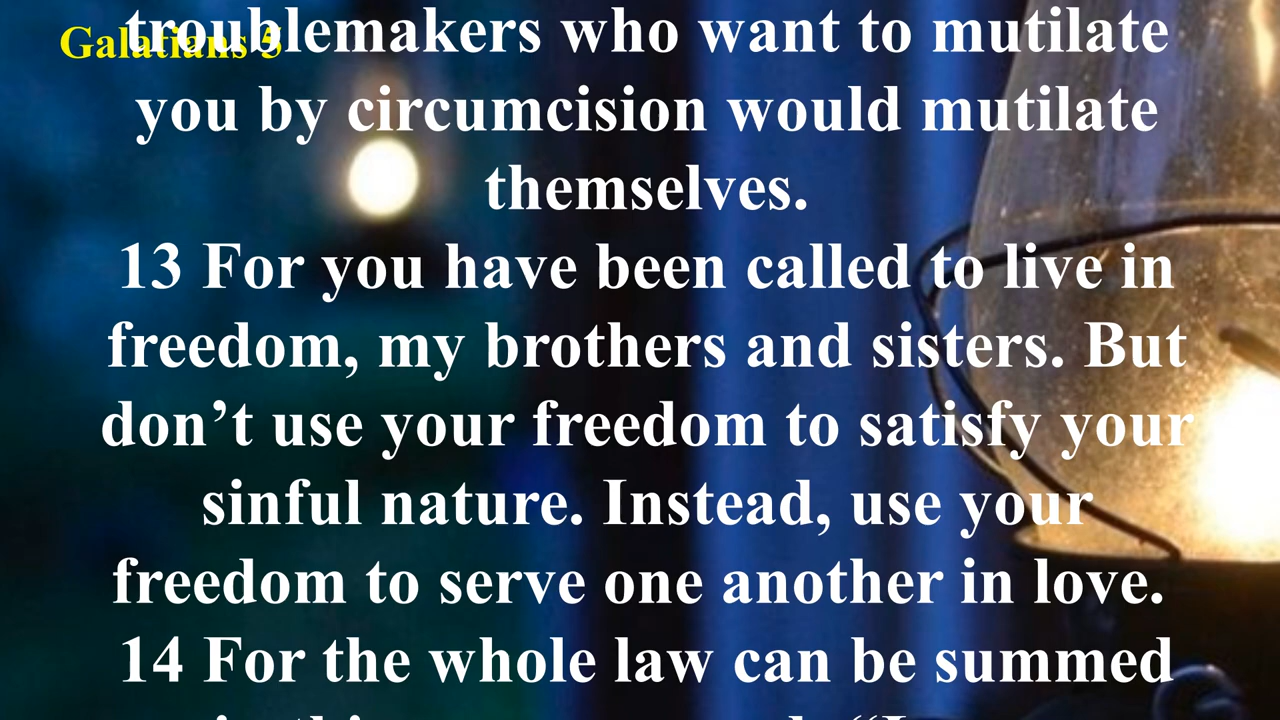 Galatians 5
troublemakers who want to mutilate
you by circumcision would mutilate
themselves.
13 For you have been called to live in
freedom, my brothers and sisters. But
don’t use your freedom to satisfy your
sinful nature. Instead, use your
freedom to serve one another in love.
14 For the whole law can be summed